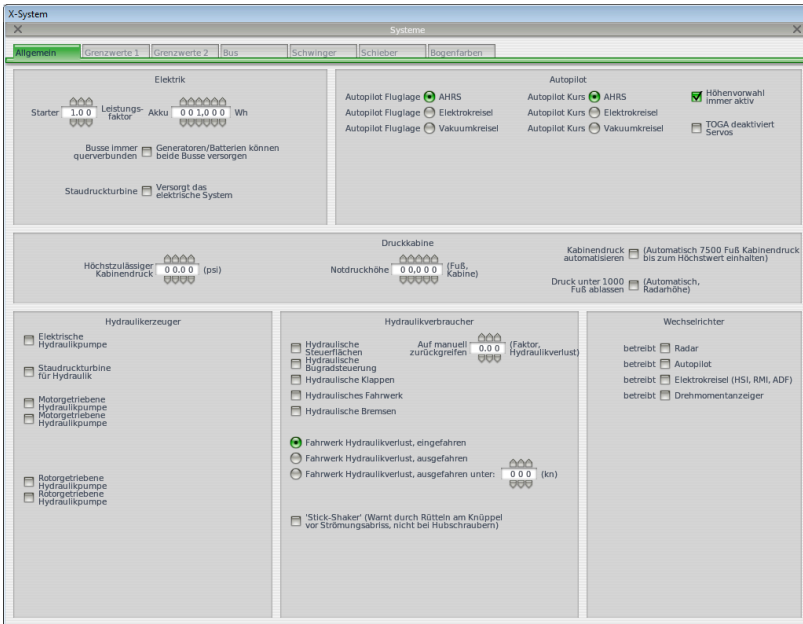 X-System
Systeme
Allgemein Grenzwerte 1 Grenzwerte 2 Bus Schwinger Schieber Bogenfarben
Elektrik
Starter 1.0 0 Leistungs-
faktor Akku 0 0 1,0 0 0 Wh
Busse immer
querverbunden Generatoren/Batterien können
beide Busse versorgen
Staudruckturbine Versorgt das
elektrische System
Autopilot
Autopilot Fluglage AHRS Autopilot Kurs AHRS Höhenvorwahl
immer aktiv
Autopilot Fluglage Elektrokreisel Autopilot Kurs Elektrokreisel
Autopilot Fluglage Vakuumkreisel Autopilot Kurs Vakuumkreisel TOGA deaktiviert
Servos
Druckkabine
Höchstzulässiger
Kabinendruck 0 0.0 0 (psi)
Notdruckhöhe 0 0,0 0 0 (Fuß,
Kabine)
Kabinendruck
automatisieren (Automatisch 7500 Fuß Kabinendruck
bis zum Höchstwert einhalten)
Druck unter 1000
Fuß ablassen (Automatisch,
Radarhöhe)
Hydraulikerzeuger
Elektrische
Hydraulikpumpe
Staudruckturbine
für Hydraulik
Motorgetriebene
Hydraulikpumpe
Motorgetriebene
Hydraulikpumpe
Rotorgetriebene
Hydraulikpumpe
Rotorgetriebene
Hydraulikpumpe
Hydraulikverbraucher
Hydraulische
Steuerflächen
Auf manuell
zurückgreifen 0.0 0 (Faktor,
Hydraulikverlust)
Hydraulische
Bugradsteuerung
Hydraulische Klappen
Hydraulisches Fahrwerk
Hydraulische Bremsen
Fahrwerk Hydraulikverlust, eingefahren
Fahrwerk Hydraulikverlust, ausgefahren
Fahrwerk Hydraulikverlust, ausgefahren unter: 0 0 0 (kn)
'Stick-Shaker' (Warnt durch Rütteln am Knüppel
vor Strömungsabriss, nicht bei Hubschraubern)
Wechselrichter
betreibt Radar
betreibt Autopilot
betreibt Elektrokreisel (HSI, RMI, ADF)
betreibt Drehmomentanzeiger